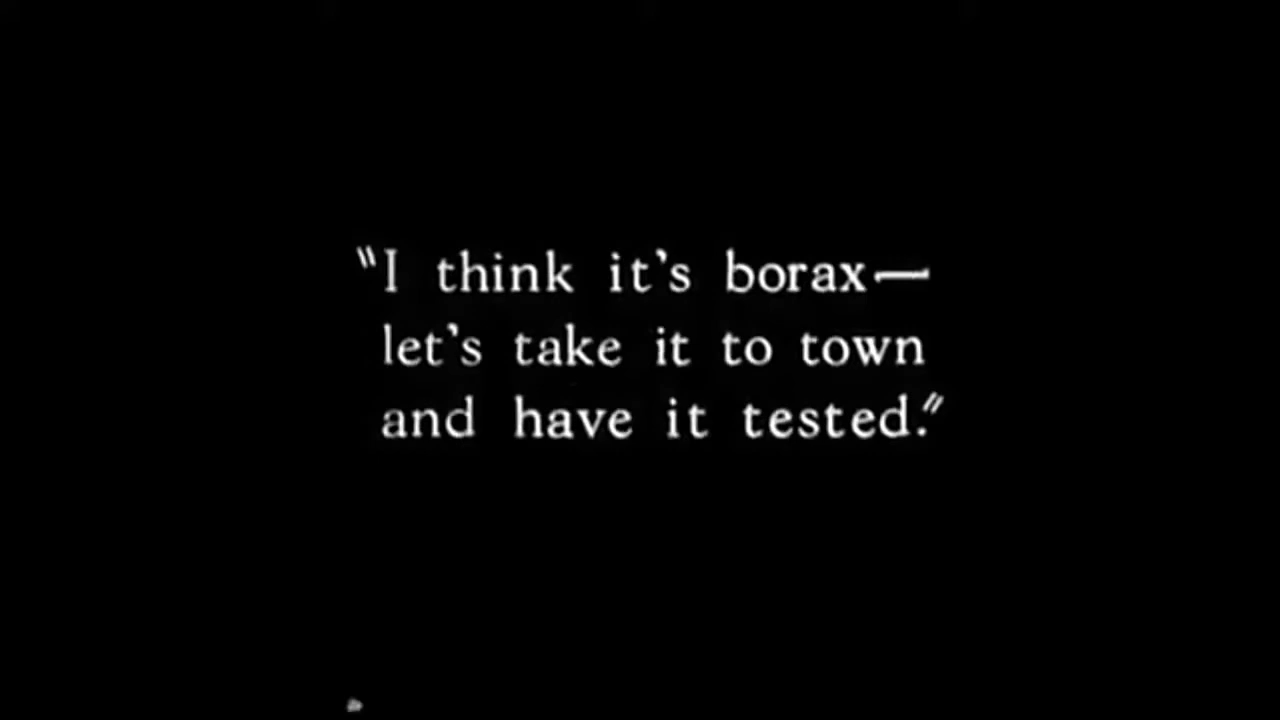 "I think it's borax—
let's take it to town
and have it tested."